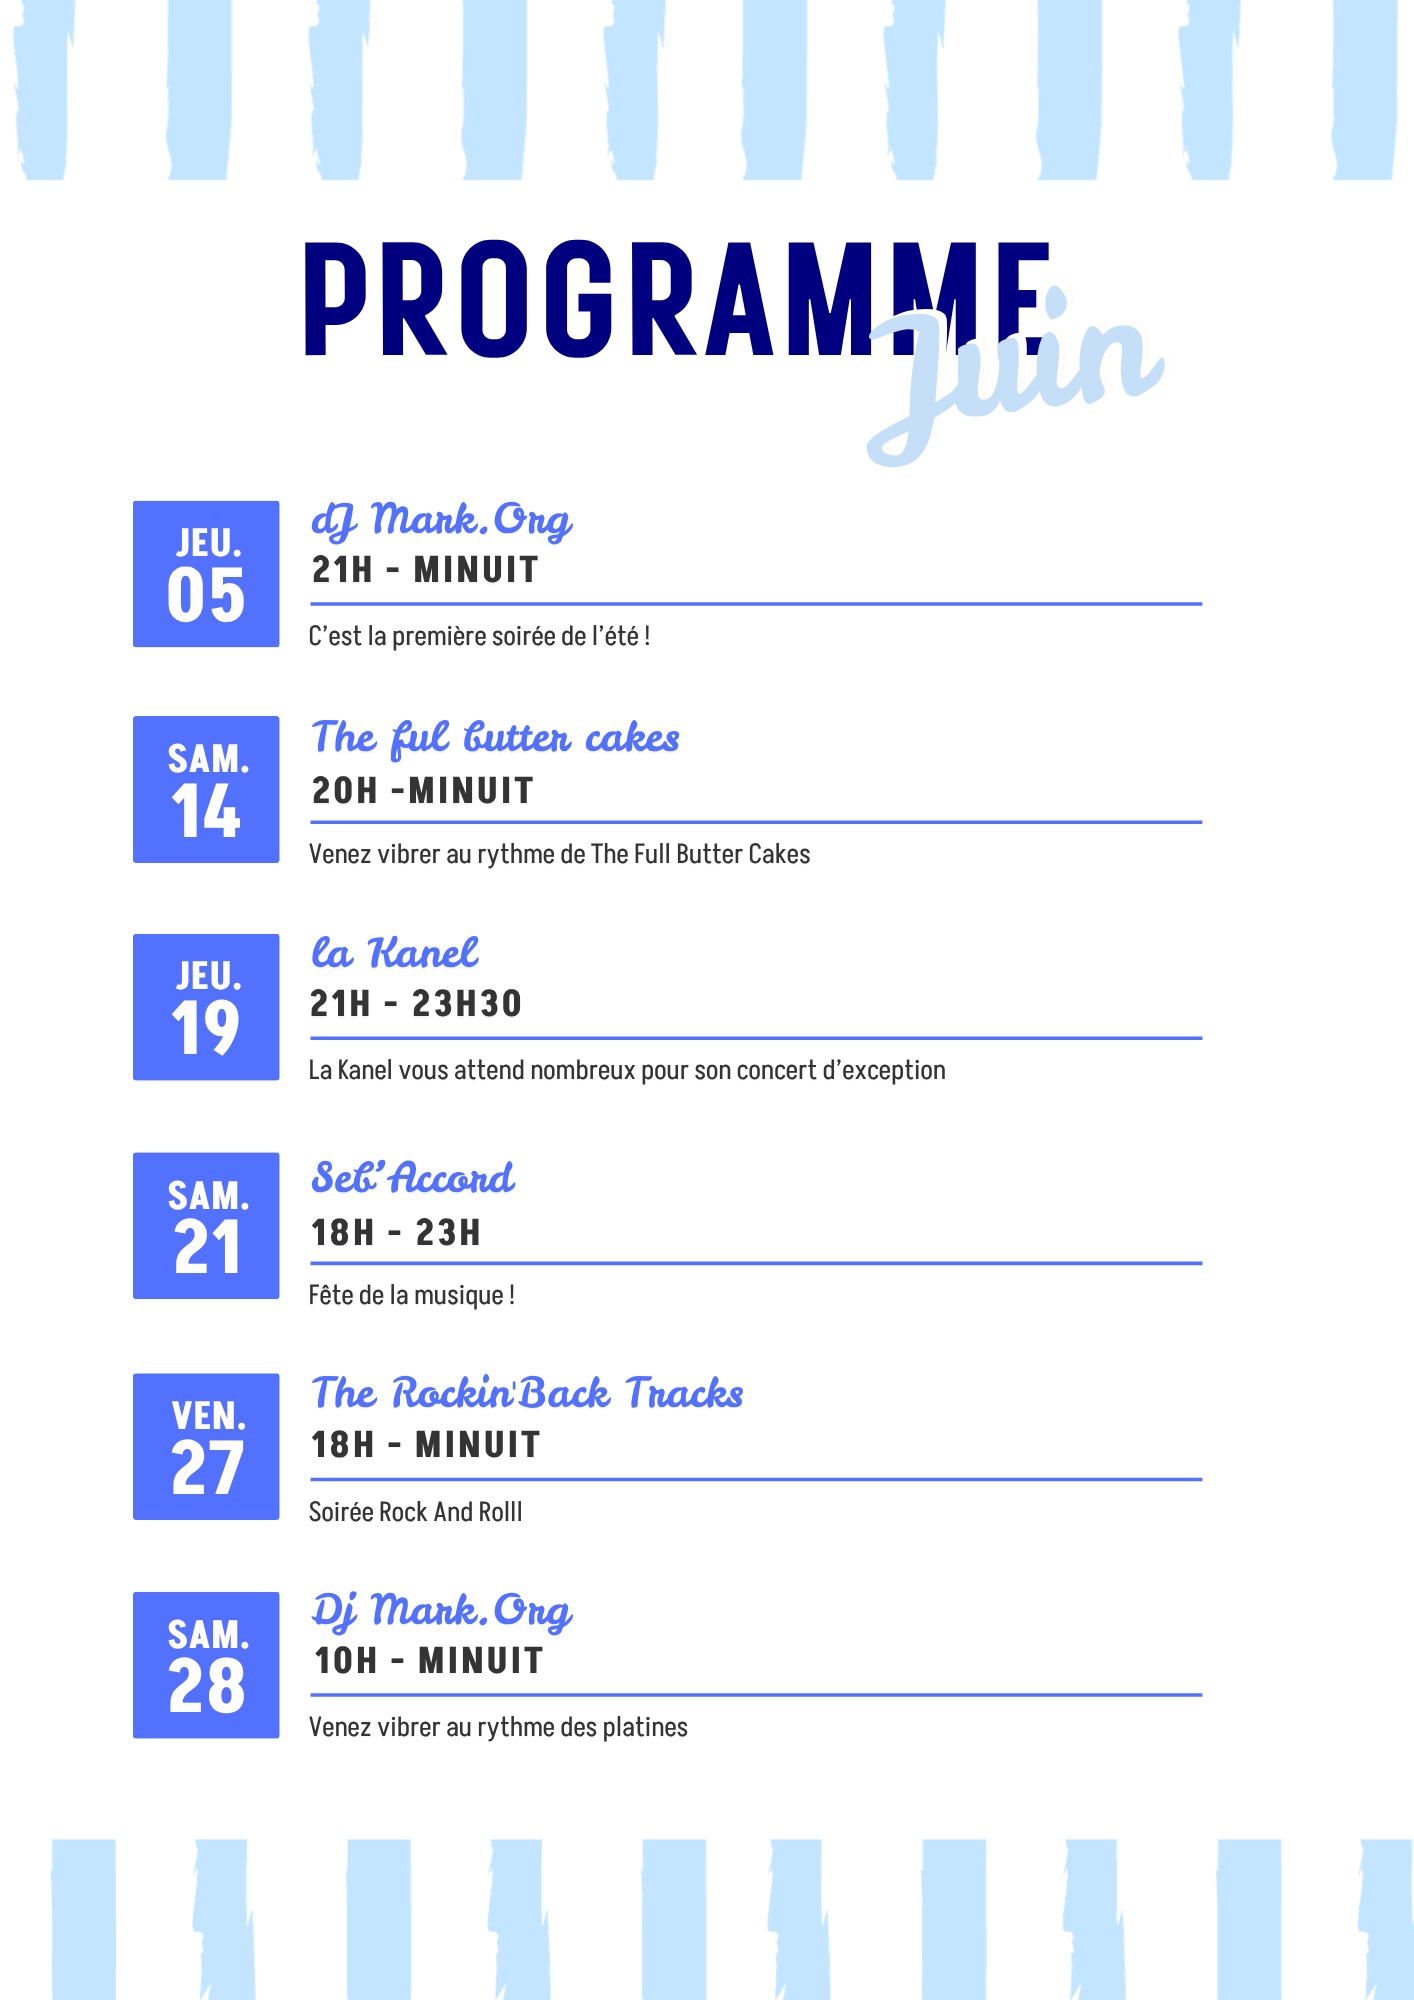 PROGRAMME
Juin
JEU.
05
dJ Mark.Org
21H - MINUIT
C’est la première soirée de l’été !
SAM.
14
The ful butter cakes
20H -MINUIT
Venez vibrer au rythme de The Full Butter Cakes
JEU.
19
la Kanel
21H - 23H30
La Kanel vous attend nombreux pour son concert d’exception
SAM.
21
Seb’Accord
18H - 23H
Fête de la musique !
VEN.
27
The Rockin'Back Tracks
18H - MINUIT
Soirée Rock And Rolll
SAM.
28
Dj Mark.Org
10H - MINUIT
Venez vibrer au rythme des platines